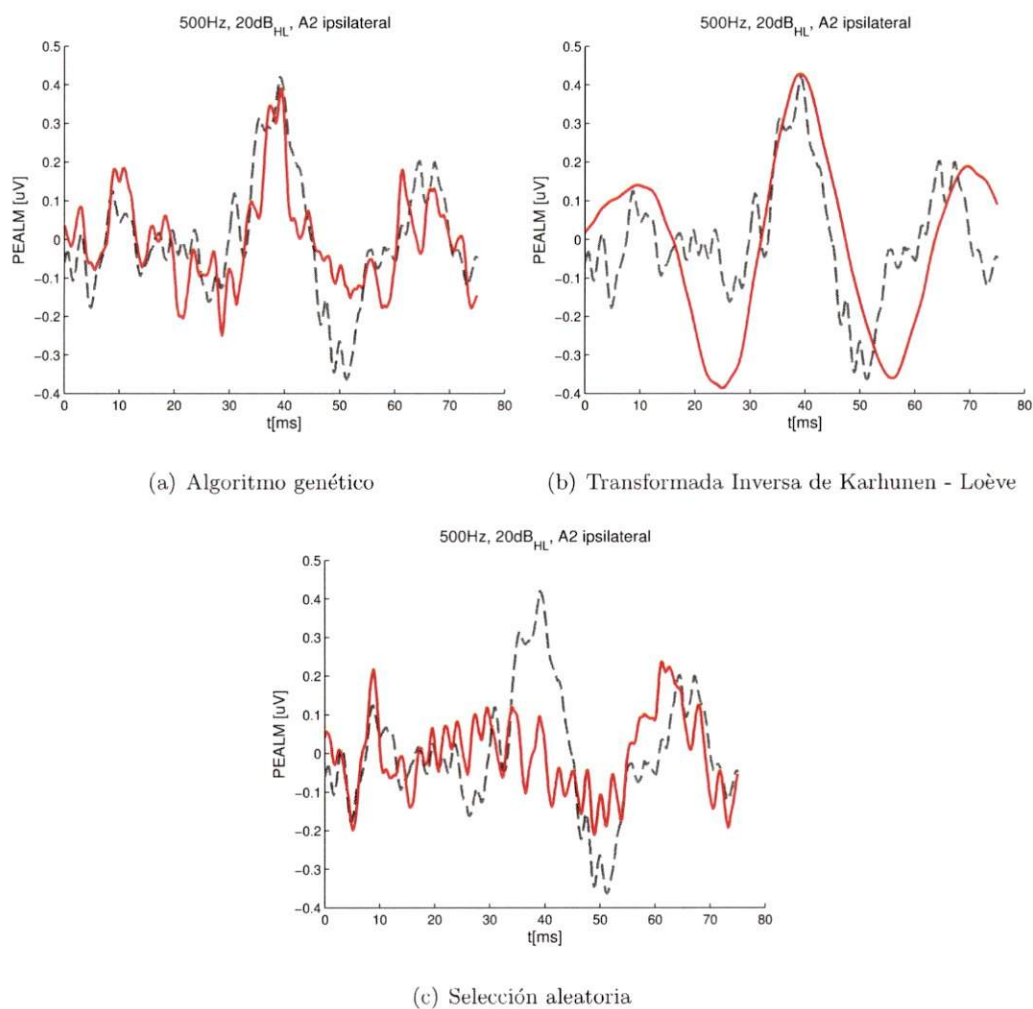 500Hz, 20dB_HL, A2 ipsilateral
0.5
0.4
0.3
0.2
0.1
0
−0.1
−0.2
−0.3
−0.4
PEALM [uV]
0 10 20 30 40 50 60 70 80
t[ms]
(a) Algoritmo genético
500Hz, 20dB_HL, A2 ipsilateral
0.5
0.4
0.3
0.2
0.1
0
−0.1
−0.2
−0.3
−0.4
PEALM [uV]
0 10 20 30 40 50 60 70 80
t[ms]
(b) Transformada Inversa de Karhunen - Loève
500Hz, 20dB_HL, A2 ipsilateral
0.5
0.4
0.3
0.2
0.1
0
−0.1
−0.2
−0.3
−0.4
PEALM [uV]
0 10 20 30 40 50 60 70 80
t[ms]
(c) Selección aleatoria